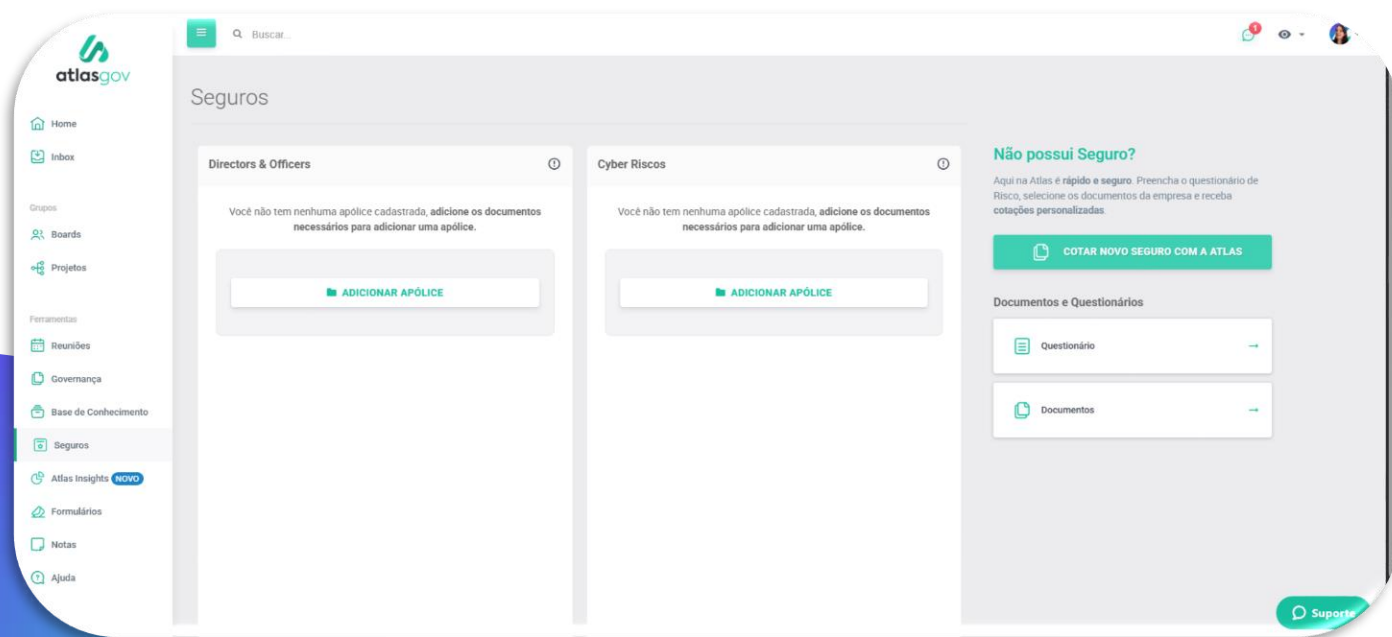 atlasgov
Home
Inbox
Grupos
Boards
Projetos
Ferramentas
Reuniões
Governança
Base de Conhecimento
Seguros
Atlas Insights NOVO
Formulários
Notas
Ajuda
Buscar...
1
Seguros
Directors & Officers
Você não tem nenhuma apólice cadastrada, adicione os documentos
necessários para adicionar uma apólice.
ADICIONAR APÓLICE
Cyber Riscos
Você não tem nenhuma apólice cadastrada, adicione os documentos
necessários para adicionar uma apólice.
ADICIONAR APÓLICE
Não possui Seguro?
Aqui na Atlas é rápido e seguro. Preencha o questionário de
Risco, selecione os documentos da empresa e receba
cotações personalizadas.
COTAR NOVO SEGURO COM A ATLAS
Documentos e Questionários
Questionário
Documentos
Suporte